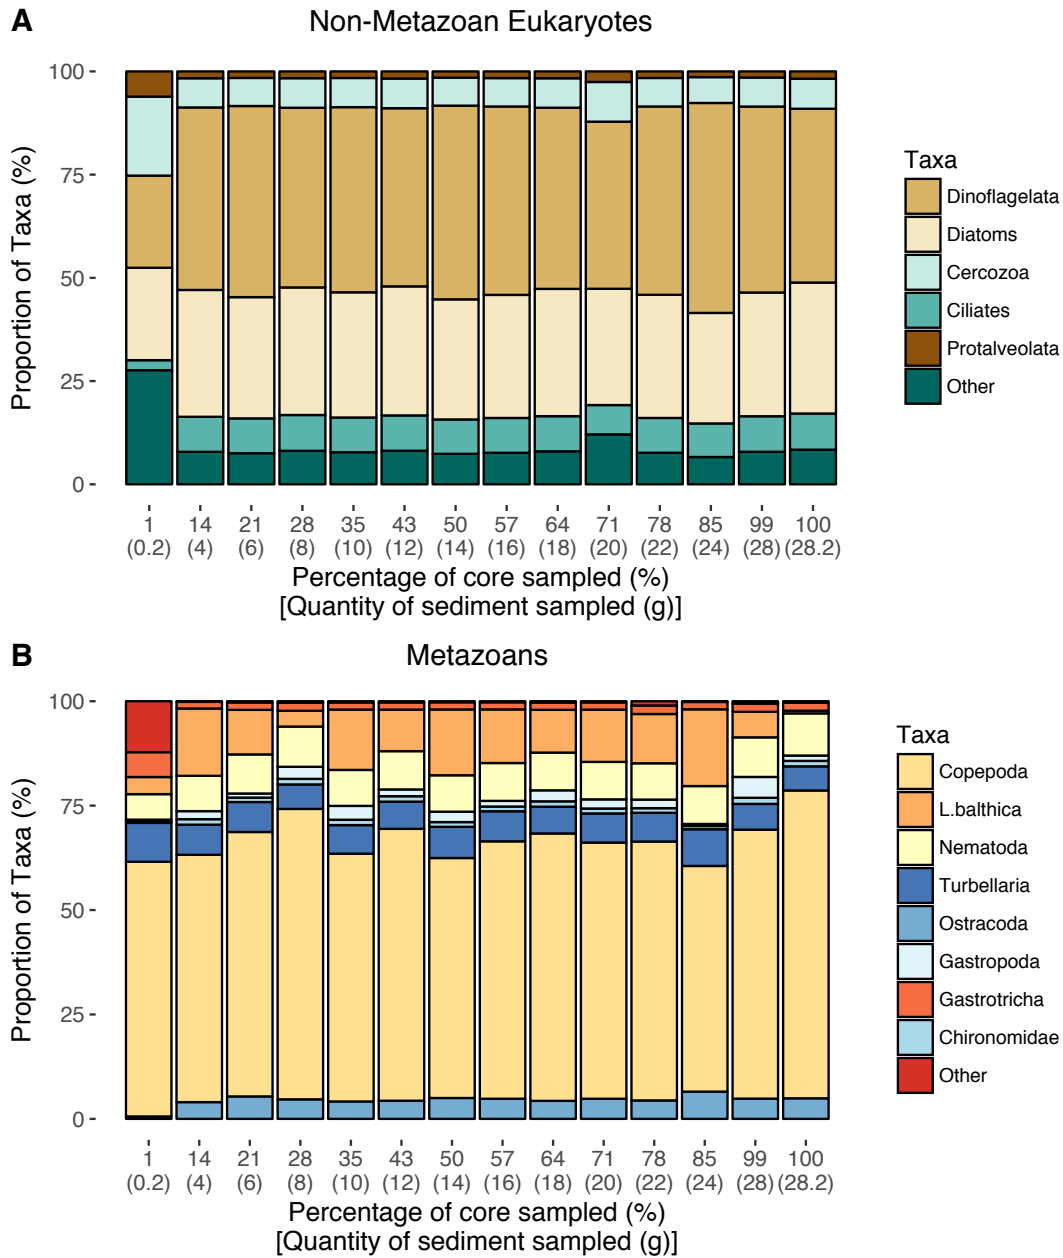 A
Non-Metazoan Eukaryotes
Proportion of Taxa (%)
100
75
50
25
0
1 14 21 28 35 43 50 57 64 71 78 85 99 100
(0.2) (4) (6) (8) (10) (12) (14) (16) (18) (20) (22) (24) (28) (28.2)
Percentage of core sampled (%)
[Quantity of sediment sampled (g)]
Taxa
Dinoflagelata
Diatoms
Cercozoa
Ciliates
Protalveolata
Other
B
Metazoans
Proportion of Taxa (%)
100
75
50
25
0
1 14 21 28 35 43 50 57 64 71 78 85 99 100
(0.2) (4) (6) (8) (10) (12) (14) (16) (18) (20) (22) (24) (28) (28.2)
Percentage of core sampled (%)
[Quantity of sediment sampled (g)]
Taxa
Copepoda
L.balthica
Nematoda
Turbellaria
Ostracoda
Gastropoda
Gastrotricha
Chironomidae
Other